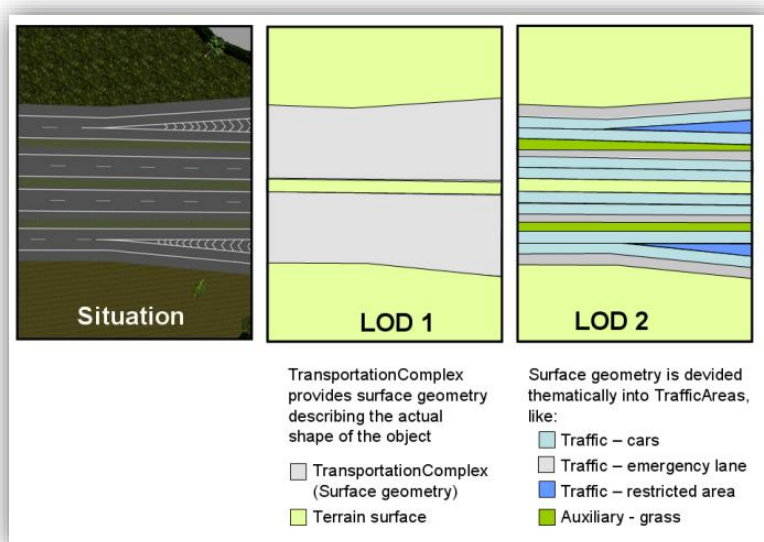 Situation
LOD 1
LOD 2
TransportationComplex
provides surface geometry
describing the actual
shape of the object
TransportationComplex
(Surface geometry)
Terrain surface
Surface geometry is devided
thematically into TrafficAreas,
like:
Traffic – cars
Traffic – emergency lane
Traffic – restricted area
Auxiliary - grass